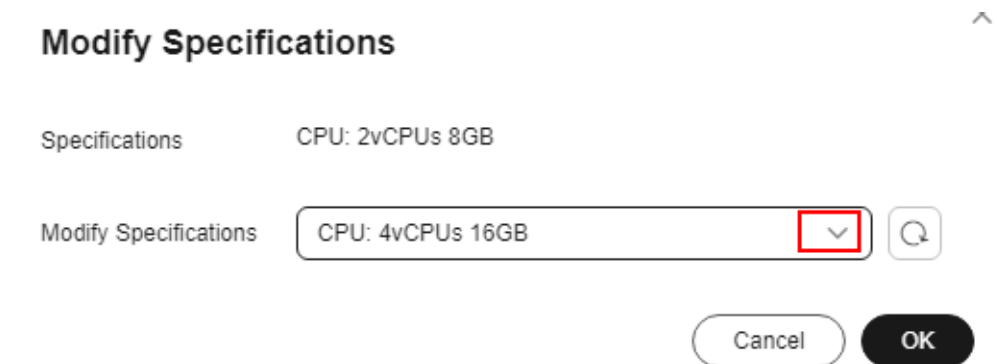 Modify Specifications
Specifications CPU: 2vCPUs 8GB
Modify Specifications CPU: 4vCPUs 16GB
Cancel OK